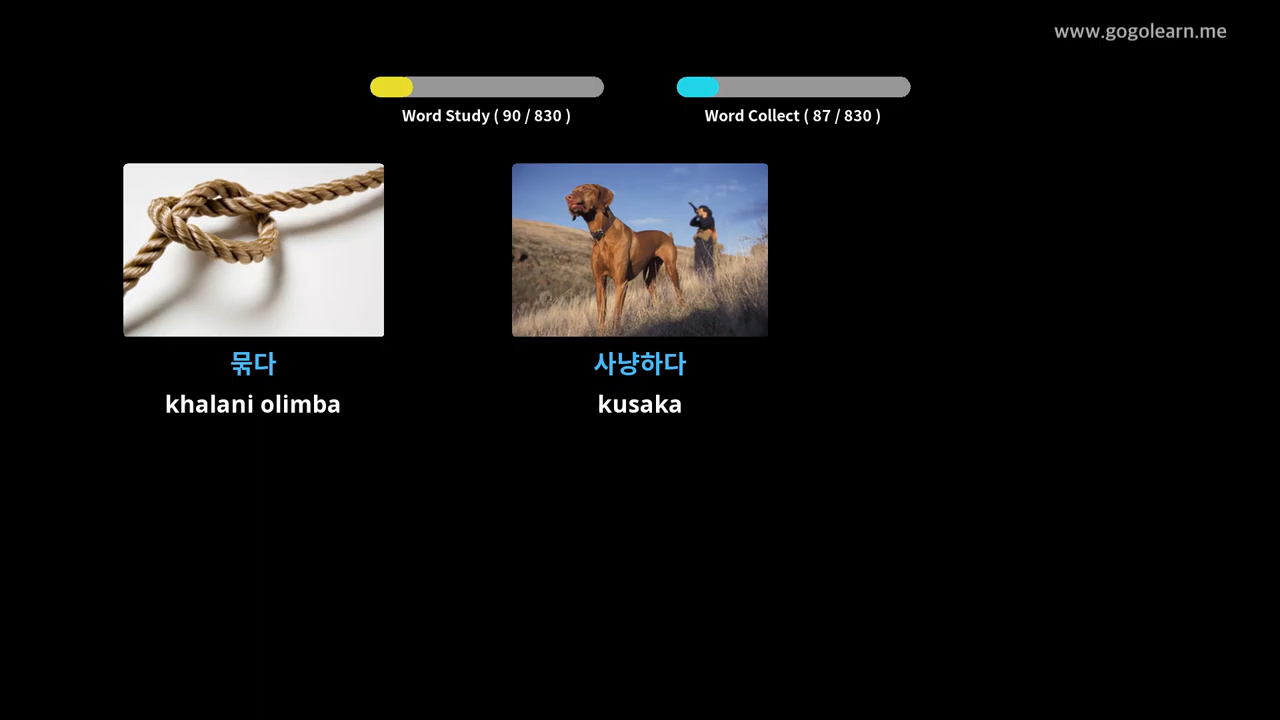 www.gogolearn.me
Word Study ( 90 / 830 )
Word Collect ( 87 / 830 )
묶다
khalani olimba
사냥하다
kusaka